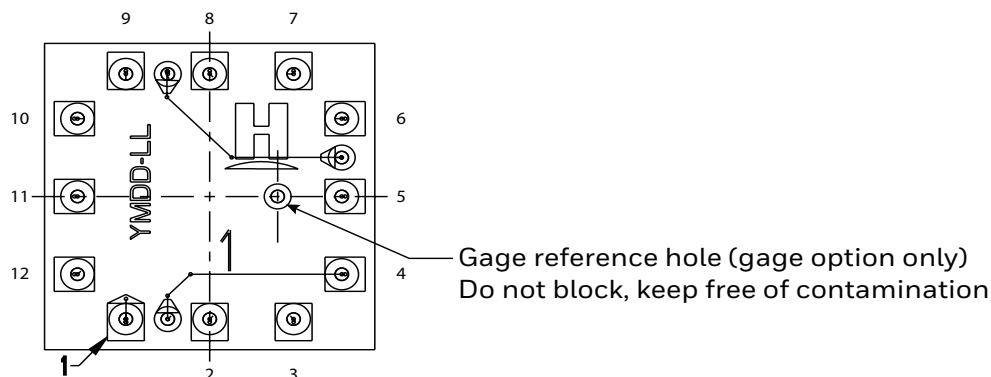 9 8 7
10 6
YMDD-LL
H
11 5
1
Gage reference hole (gage option only)
12 4
Do not block, keep free of contamination
1 2 3